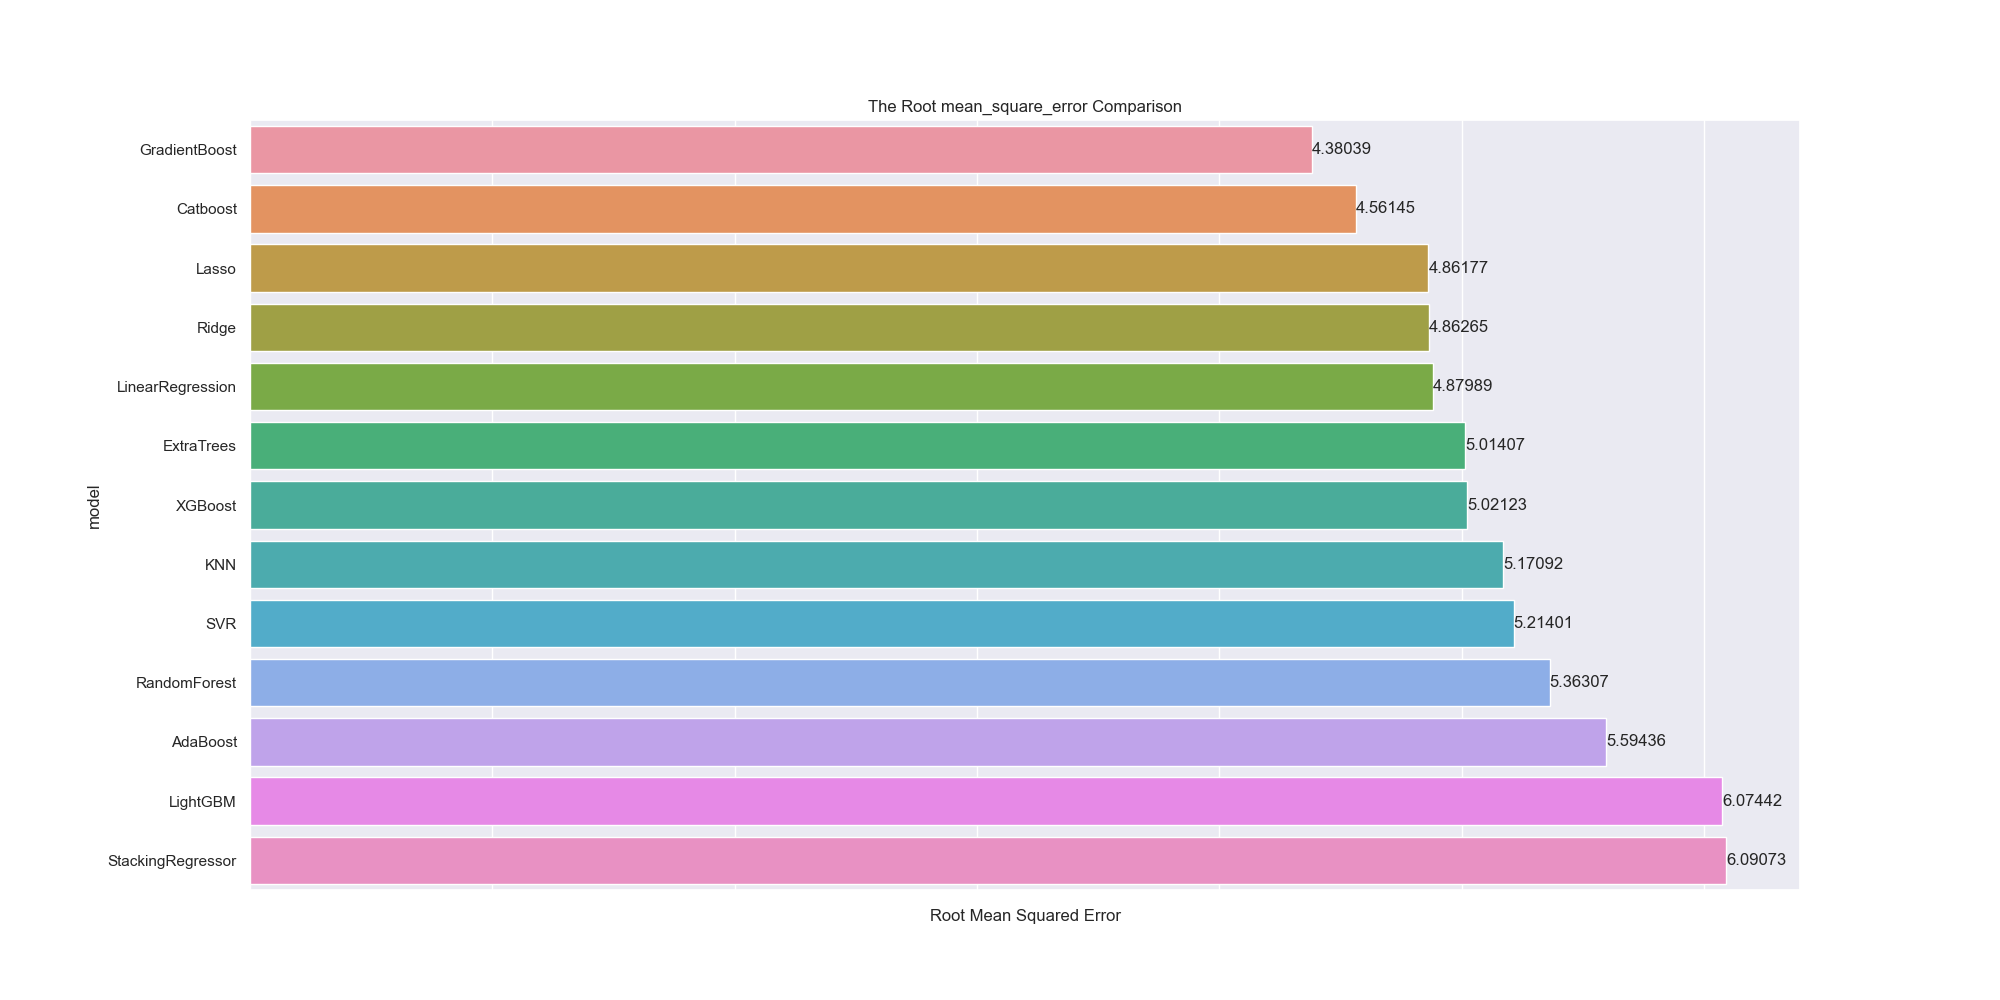 The Root mean_square_error Comparison
GradientBoost 4.38039
Catboost 4.56145
Lasso 4.86177
Ridge 4.86265
LinearRegression 4.87989
ExtraTrees 5.01407
XGBoost 5.02123
model
KNN 5.17092
SVR 5.21401
RandomForest 5.36307
AdaBoost 5.59436
LightGBM 6.07442
StackingRegressor 6.09073
Root Mean Squared Error